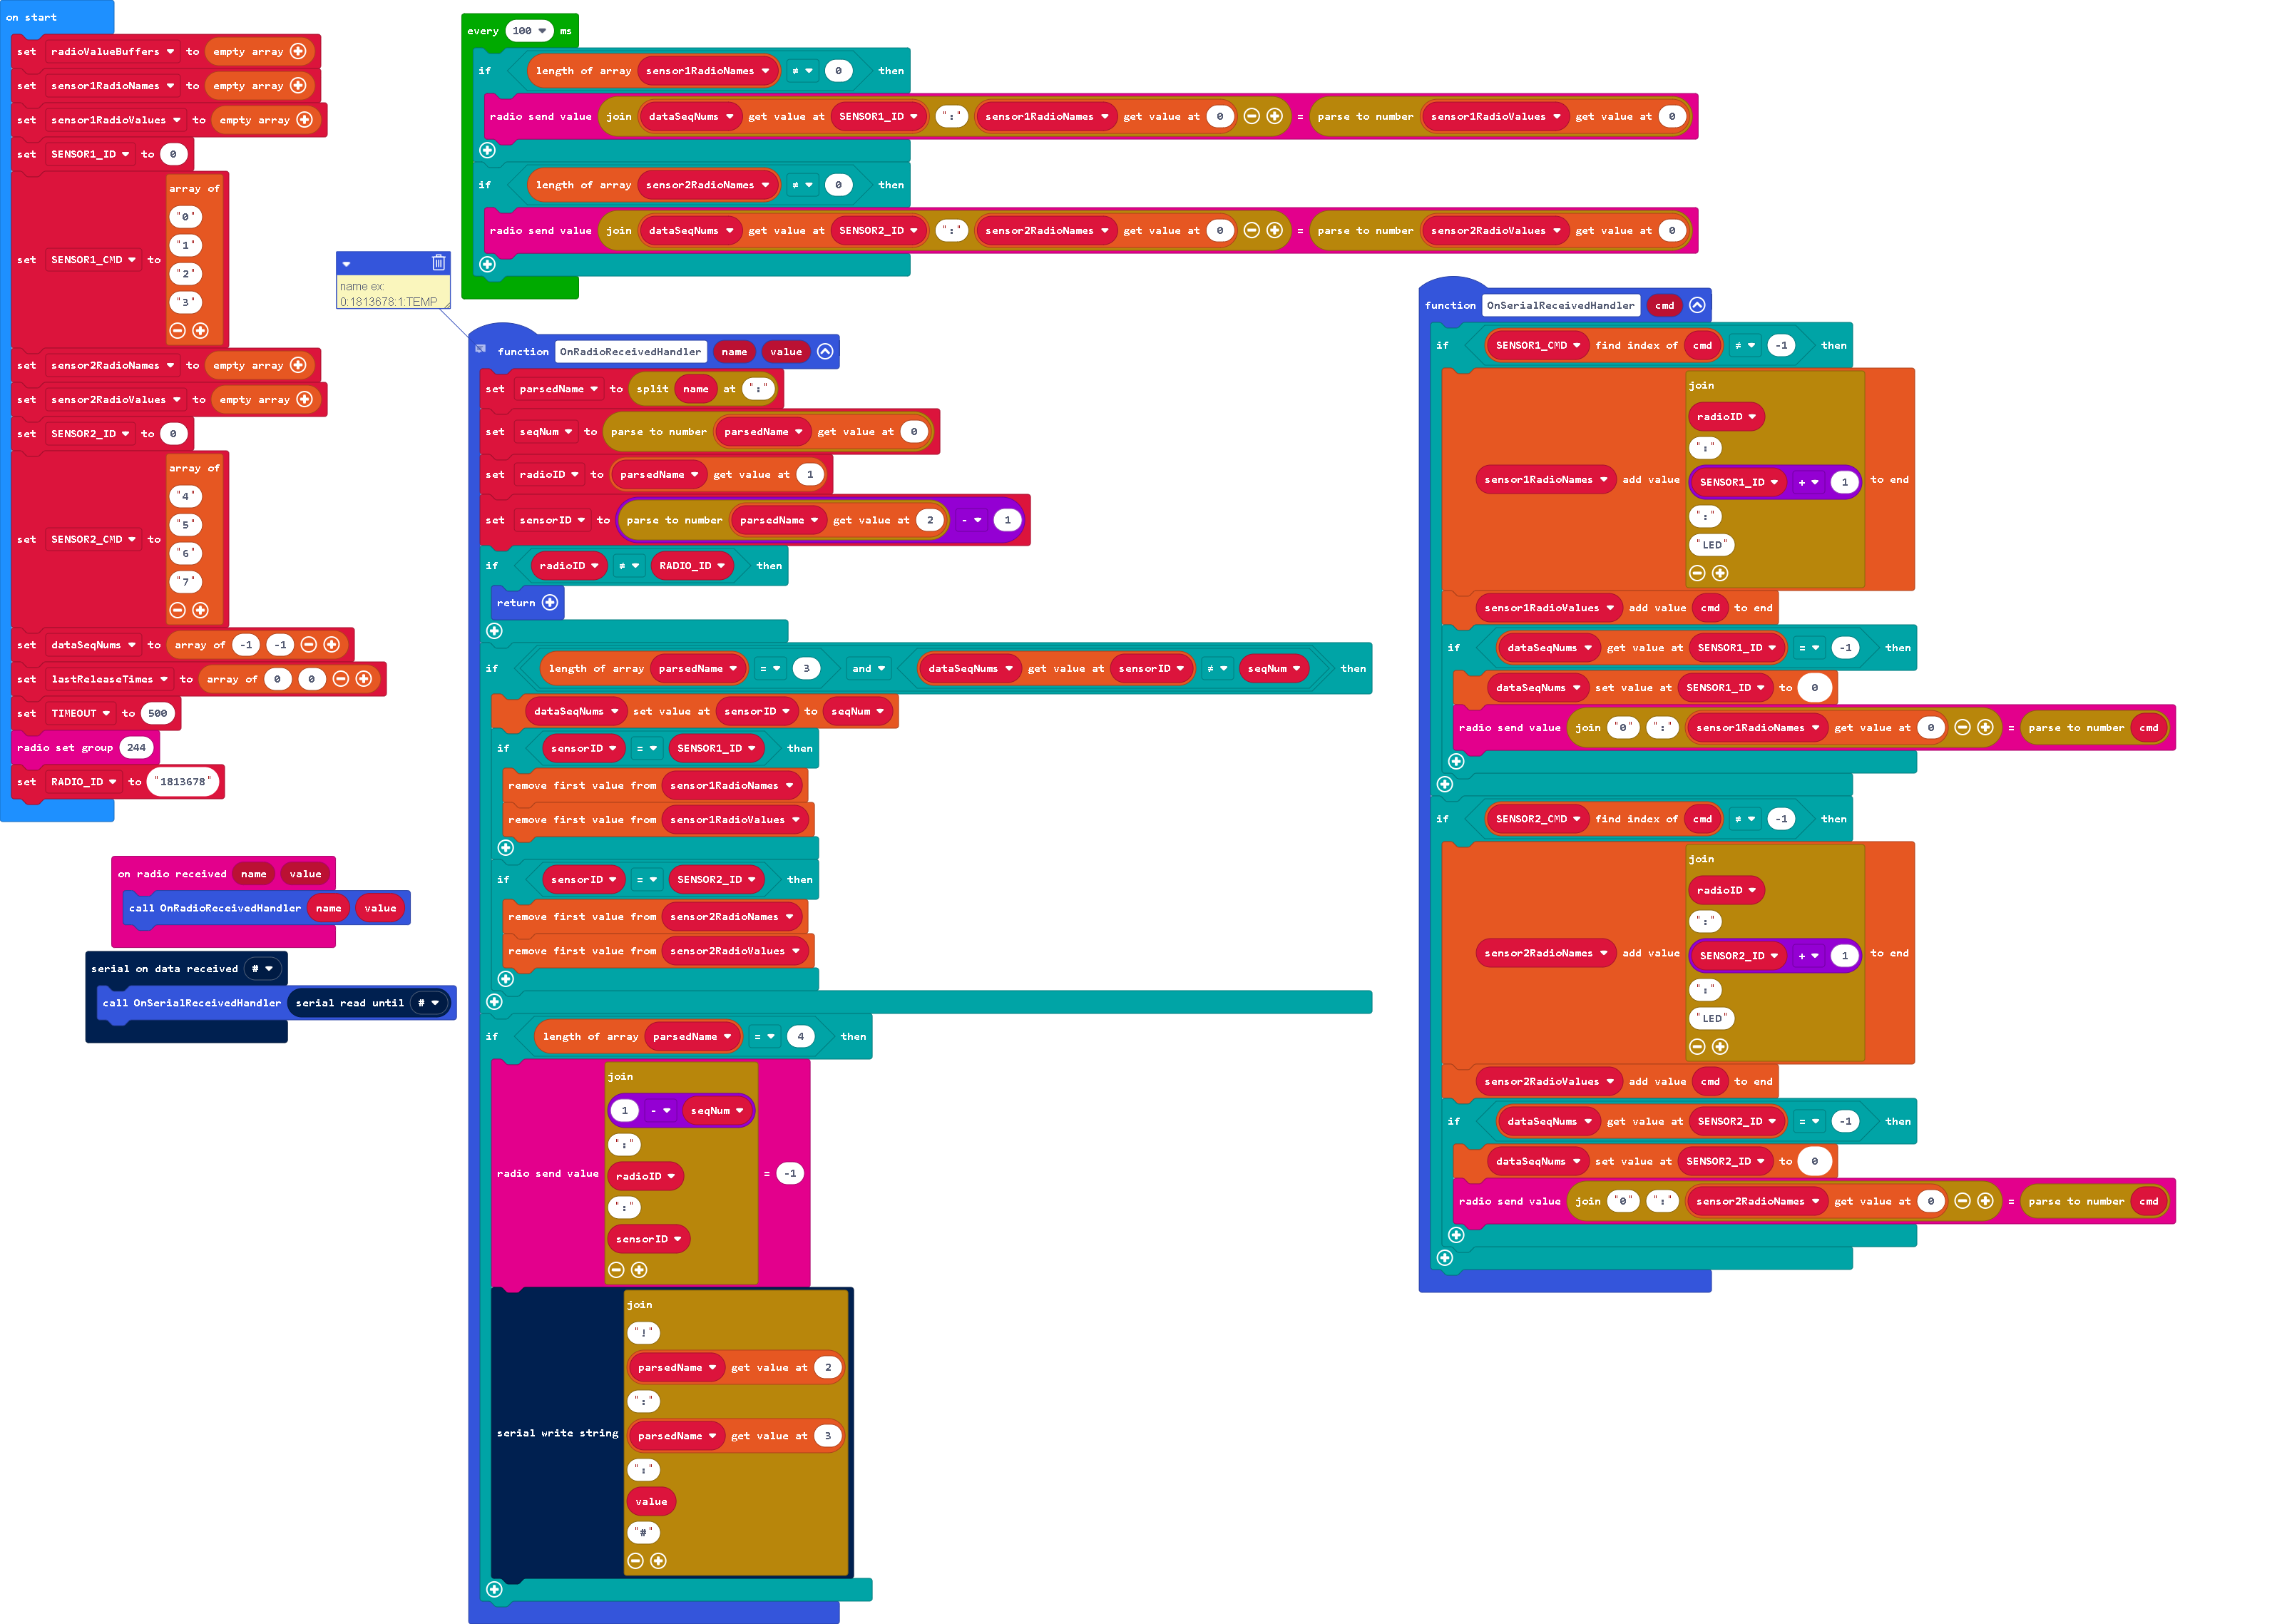 on start
set radioValueBuffers to empty array
set sensor1RadioNames to empty array
set sensor1RadioValues to empty array
set SENSOR1_ID to 0
set SENSOR1_CMD to array of
"0"
"1"
"2"
"3"
set sensor2RadioNames to empty array
set sensor2RadioValues to empty array
set SENSOR2_ID to 0
set SENSOR2_CMD to array of
"4"
"5"
"6"
"7"
set dataSeqNums to array of -1 -1
set lastReleaseTimes to array of 0 0
set TIMEOUT to 500
radio set group 244
set RADIO_ID to "1813678"
on radio received name value
call OnRadioReceivedHandler name value
serial on data received #
call OnSerialReceivedHandler serial read until #
every 100 ms
if length of array sensor1RadioNames ≠ 0 then
radio send value join dataSeqNums get value at SENSOR1_ID ":" sensor1RadioNames get value at 0 = parse to number sensor1RadioValues get value at 0
if length of array sensor2RadioNames ≠ 0 then
radio send value join dataSeqNums get value at SENSOR2_ID ":" sensor2RadioNames get value at 0 = parse to number sensor2RadioValues get value at 0
name ex:
0:1813678:1:TEMP
function OnRadioReceivedHandler name value
set parsedName to split name at ":"
set seqNum to parse to number parsedName get value at 0
set radioID to parsedName get value at 1
set sensorID to parse to number parsedName get value at 2 - 1
if radioID ≠ RADIO_ID then
return
if length of array parsedName = 3 and dataSeqNums get value at sensorID ≠ seqNum then
dataSeqNums set value at sensorID to seqNum
if sensorID = SENSOR1_ID then
remove first value from sensor1RadioNames
remove first value from sensor1RadioValues
if sensorID = SENSOR2_ID then
remove first value from sensor2RadioNames
remove first value from sensor2RadioValues
if length of array parsedName = 4 then
radio send value join
1 - seqNum
":"
radioID
":"
sensorID
= -1
serial write string join
"!"
parsedName get value at 2
":"
parsedName get value at 3
":"
value
"#"
function OnSerialReceivedHandler cmd
if SENSOR1_CMD find index of cmd ≠ -1 then
sensor1RadioNames add value join
radioID
":"
SENSOR1_ID + 1
":"
"LED"
to end
sensor1RadioValues add value cmd to end
if dataSeqNums get value at SENSOR1_ID = -1 then
dataSeqNums set value at SENSOR1_ID to 0
radio send value join "0" ":" sensor1RadioNames get value at 0 = parse to number cmd
if SENSOR2_CMD find index of cmd ≠ -1 then
sensor2RadioNames add value join
radioID
":"
SENSOR2_ID + 1
":"
"LED"
to end
sensor2RadioValues add value cmd to end
if dataSeqNums get value at SENSOR2_ID = -1 then
dataSeqNums set value at SENSOR2_ID to 0
radio send value join "0" ":" sensor2RadioNames get value at 0 = parse to number cmd